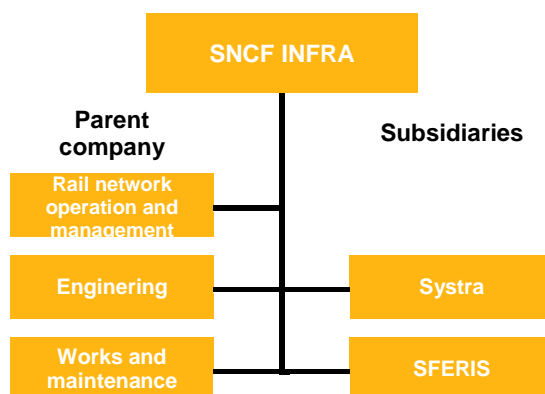 SNCF INFRA
Parent
company
Subsidiaries
Rail network
operation and
management
Enginering
Systra
Works and
maintenance
SFERIS